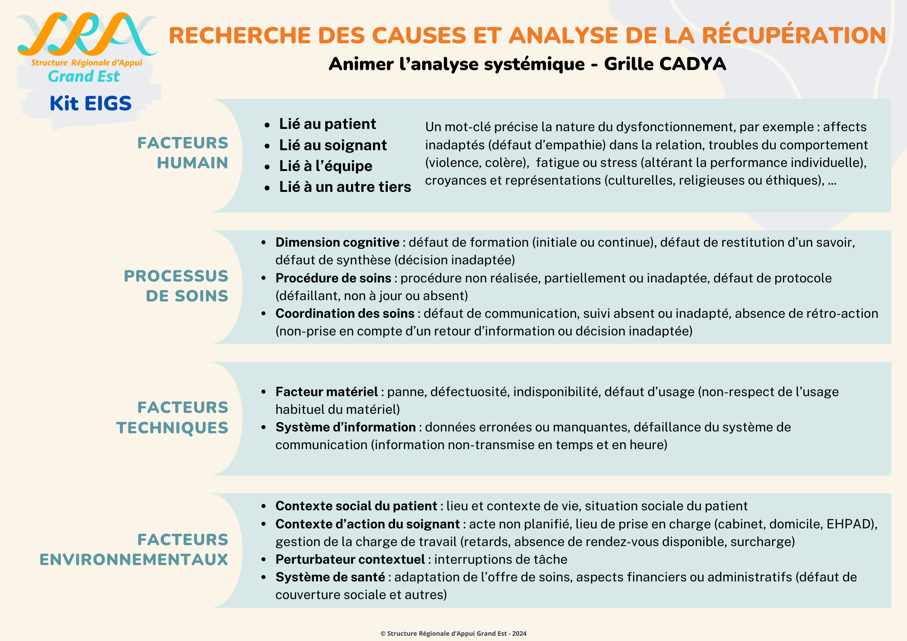 SRA
Structure Régionale d'Appui
Grand Est
Kit EIGS
RECHERCHE DES CAUSES ET ANALYSE DE LA RÉCUPÉRATION
Animer l'analyse systémique - Grille CADYA
FACTEURS
HUMAIN
• Lié au patient
• Lié au soignant
• Lié à l'équipe
• Lié à un autre tiers
Un mot-clé précise la nature du dysfonctionnement, par exemple : affects
inadaptés (défaut d'empathie) dans la relation, troubles du comportement
(violence, colère), fatigue ou stress (altérant la performance individuelle),
croyances et représentations (culturelles, religieuses ou éthiques), ...
PROCESSUS
DE SOINS
• Dimension cognitive : défaut de formation (initiale ou continue), défaut de restitution d'un savoir,
défaut de synthèse (décision inadaptée)
• Procédure de soins : procédure non réalisée, partiellement ou inadaptée, défaut de protocole
(défaillant, non à jour ou absent)
• Coordination des soins : défaut de communication, suivi absent ou inadapté, absence de rétro-action
(non-prise en compte d'un retour d'information ou décision inadaptée)
FACTEURS
TECHNIQUES
• Facteur matériel : panne, défectuosité, indisponibilité, défaut d'usage (non-respect de l'usage
habituel du matériel)
• Système d'information : données erronées ou manquantes, défaillance du système de
communication (information non-transmise en temps et en heure)
FACTEURS
ENVIRONNEMENTAUX
• Contexte social du patient : lieu et contexte de vie, situation sociale du patient
• Contexte d'action du soignant : acte non planifié, lieu de prise en charge (cabinet, domicile, EHPAD),
gestion de la charge de travail (retards, absence de rendez-vous disponible, surcharge)
• Perturbateur contextuel : interruptions de tâche
• Système de santé : adaptation de l'offre de soins, aspects financiers ou administratifs (défaut de
couverture sociale et autres)
© Structure Régionale d'Appui Grand Est - 2024